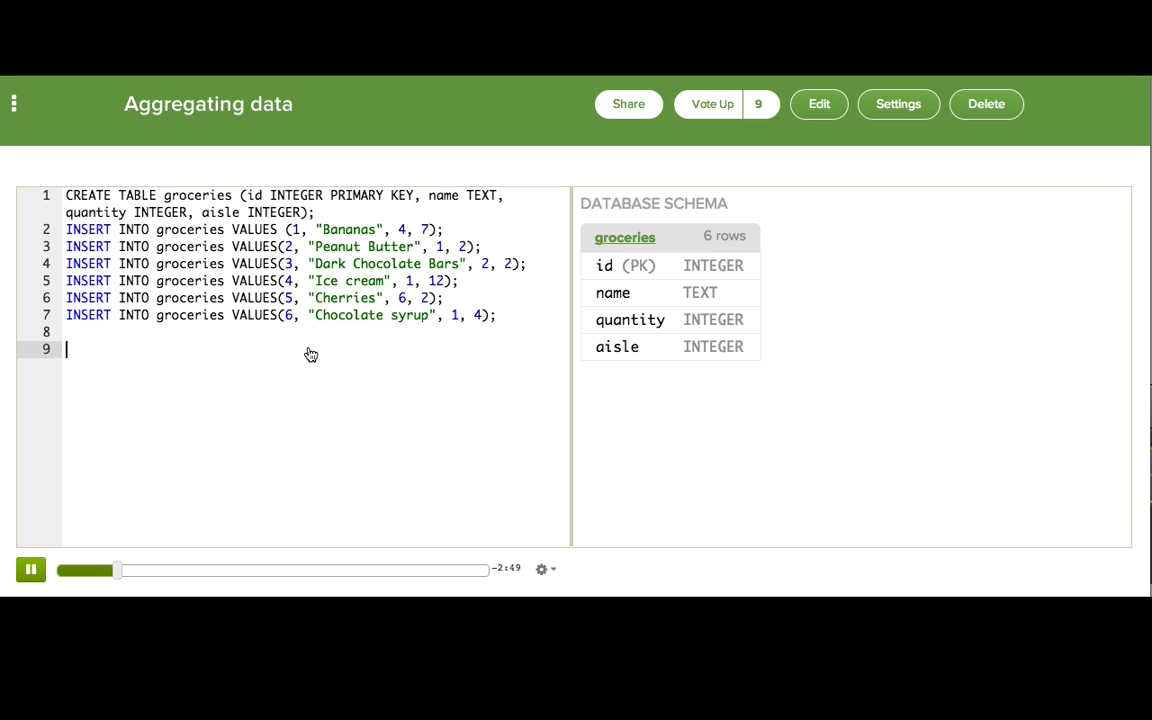 Aggregating data
Share
Vote Up 9
Edit
Settings
Delete
1 CREATE TABLE groceries (id INTEGER PRIMARY KEY, name TEXT,
quantity INTEGER, aisle INTEGER);
2 INSERT INTO groceries VALUES (1, "Bananas", 4, 7);
3 INSERT INTO groceries VALUES(2, "Peanut Butter", 1, 2);
4 INSERT INTO groceries VALUES(3, "Dark Chocolate Bars", 2, 2);
5 INSERT INTO groceries VALUES(4, "Ice cream", 1, 12);
6 INSERT INTO groceries VALUES(5, "Cherries", 6, 2);
7 INSERT INTO groceries VALUES(6, "Chocolate syrup", 1, 4);
8
9
DATABASE SCHEMA
groceries 6 rows
id (PK) INTEGER
name TEXT
quantity INTEGER
aisle INTEGER
-2:49